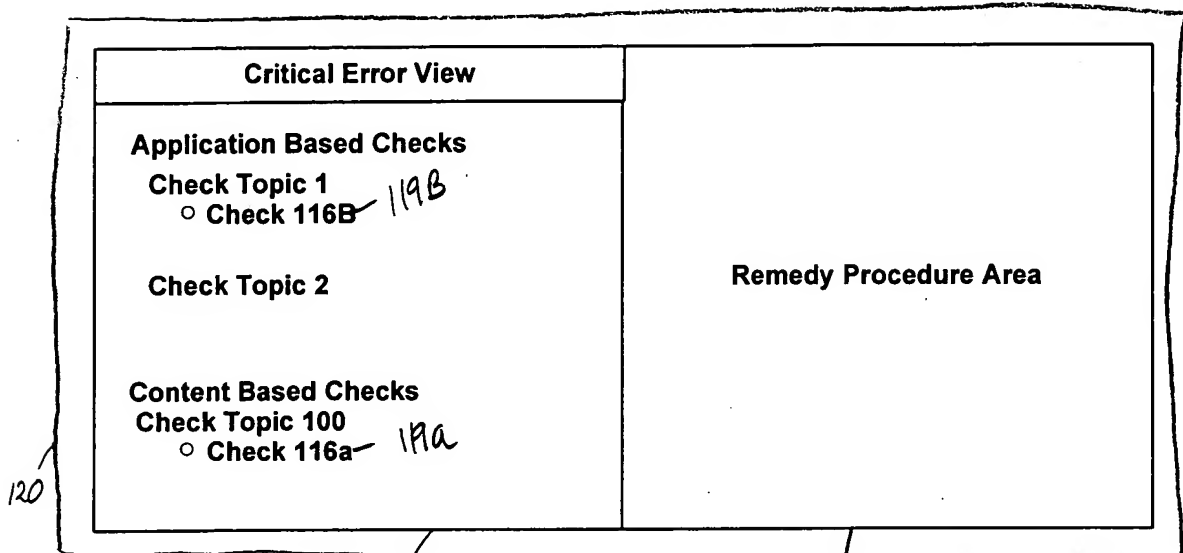 Critical Error View
Application Based Checks
Check Topic 1
○ Check 116B 119B
Check Topic 2
Remedy Procedure Area
Content Based Checks
Check Topic 100
○ Check 116a 119a
120